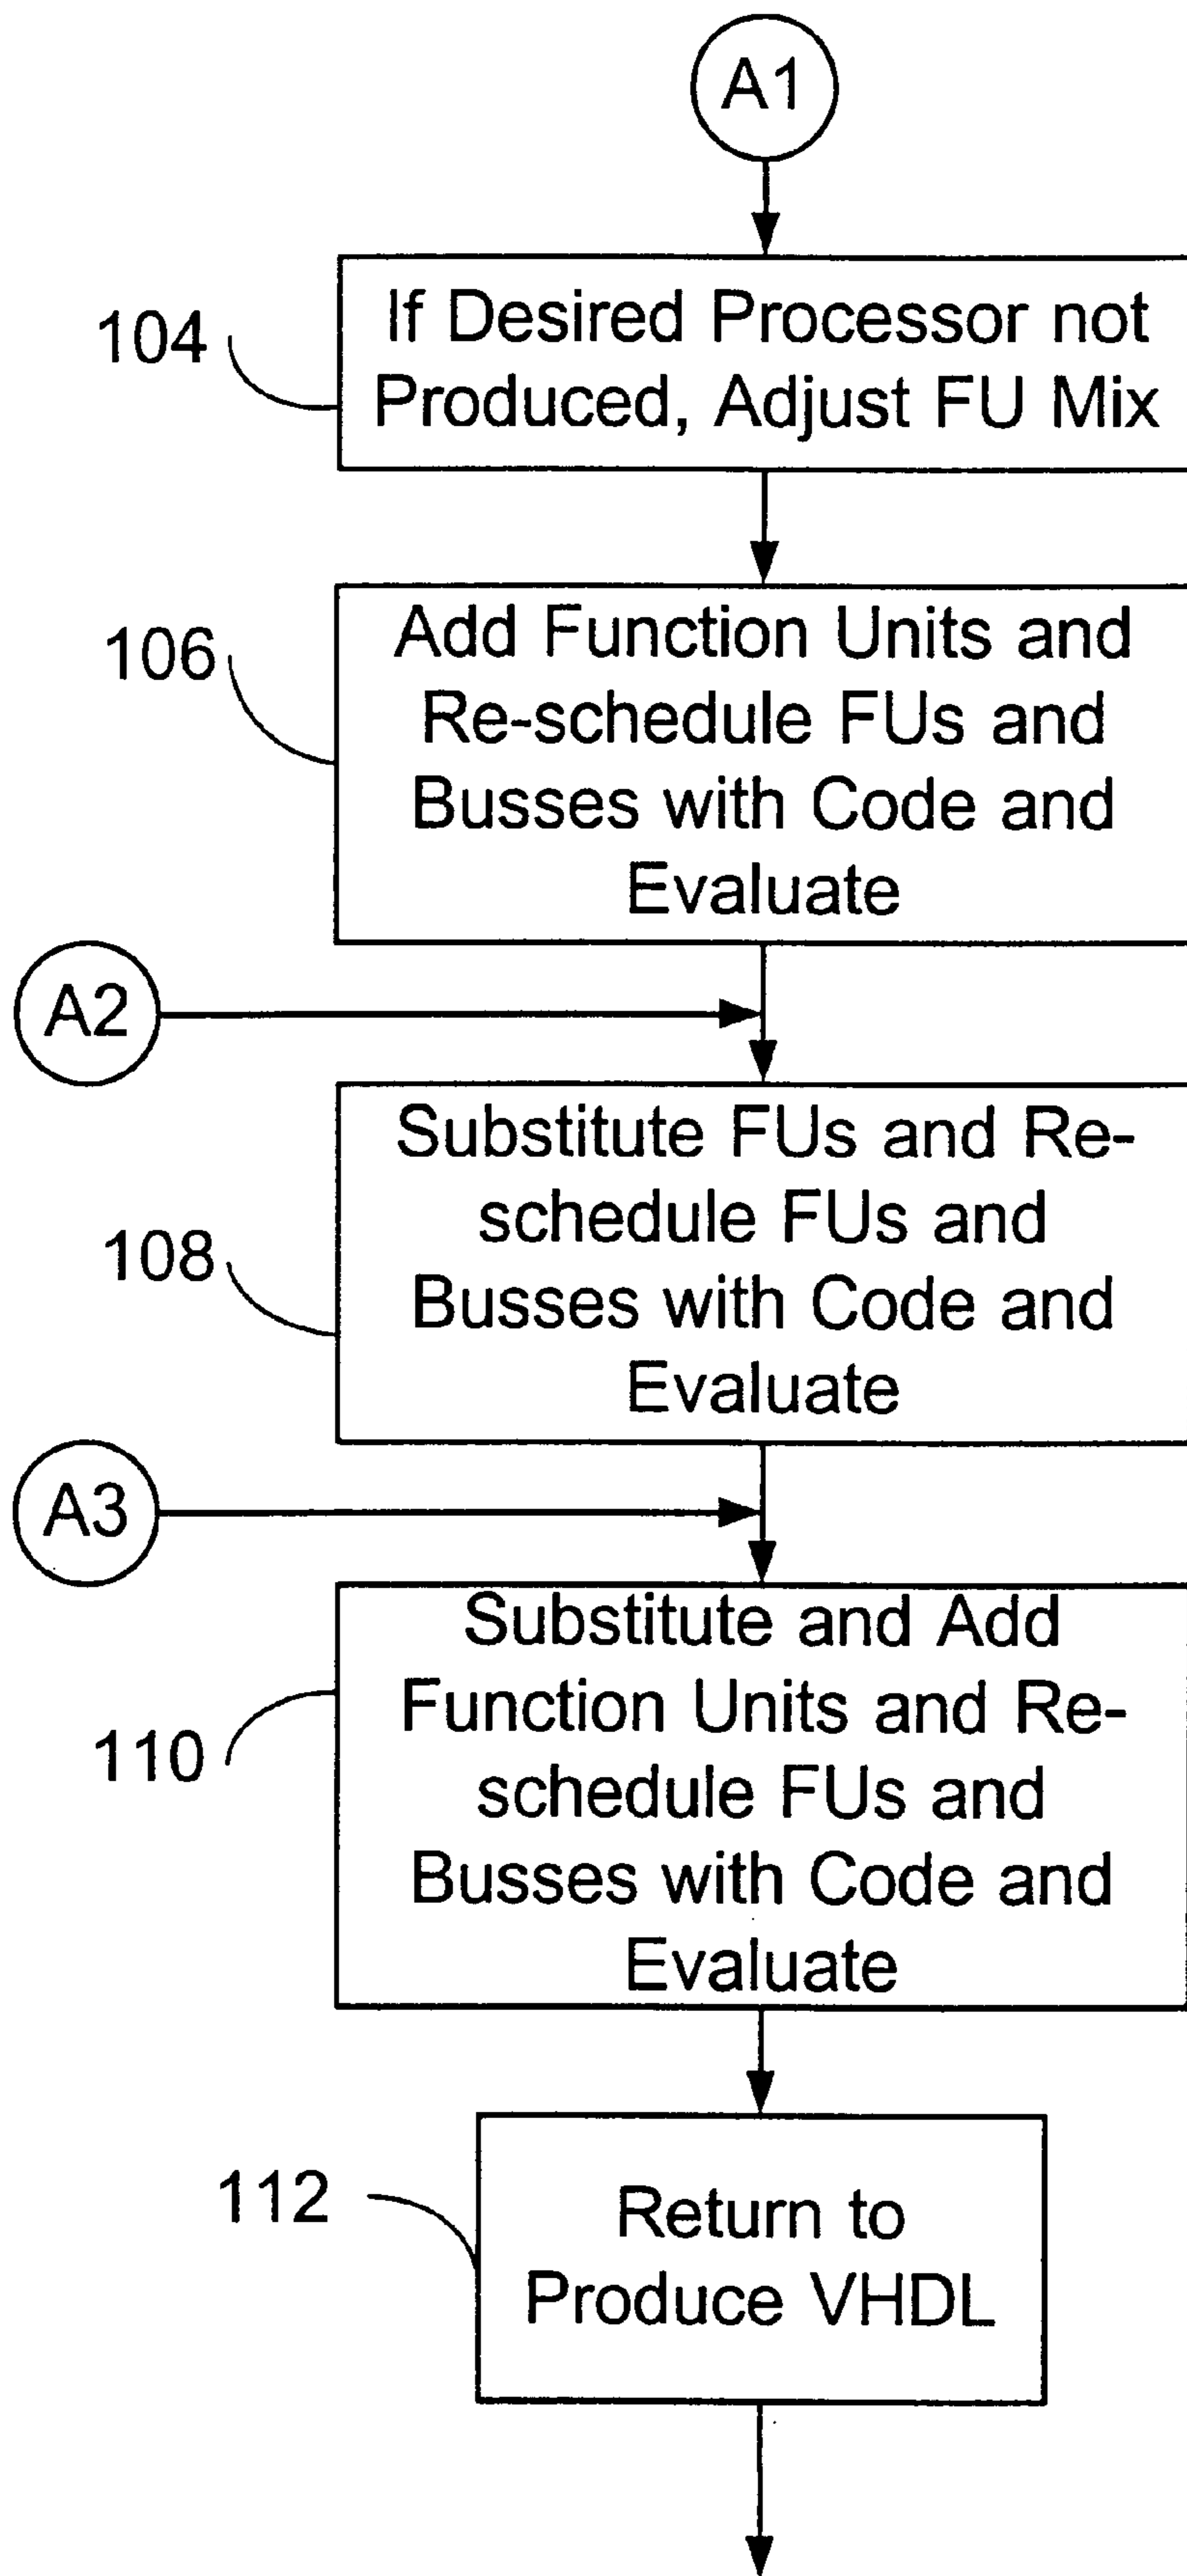 A1
104
If Desired Processor not
Produced, Adjust FU Mix
106
Add Function Units and
Re-schedule FUs and
Busses with Code and
Evaluate
A2
108
Substitute FUs and Re-
schedule FUs and
Busses with Code and
Evaluate
A3
110
Substitute and Add
Function Units and Re-
schedule FUs and
Busses with Code and
Evaluate
112
Return to
Produce VHDL